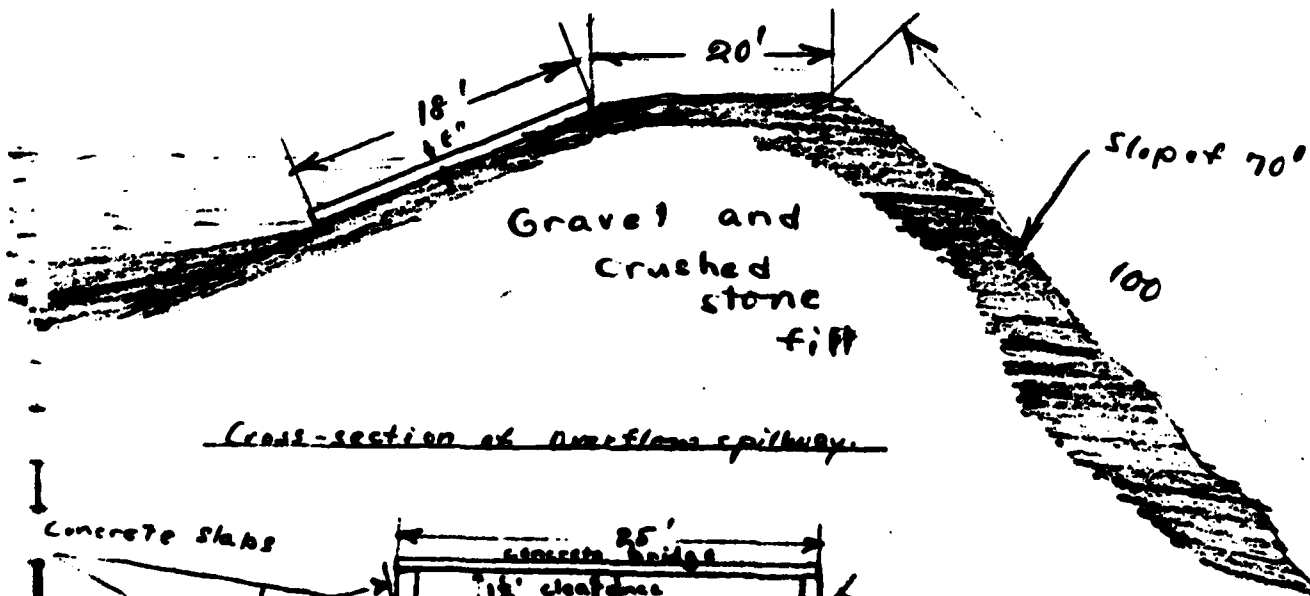 20'
18'
Slope of 70'
Gravel and
crushed
stone
fill
100
Cross-section of overflow spillway.
Concrete slabs
25'
concrete bridge
clearance